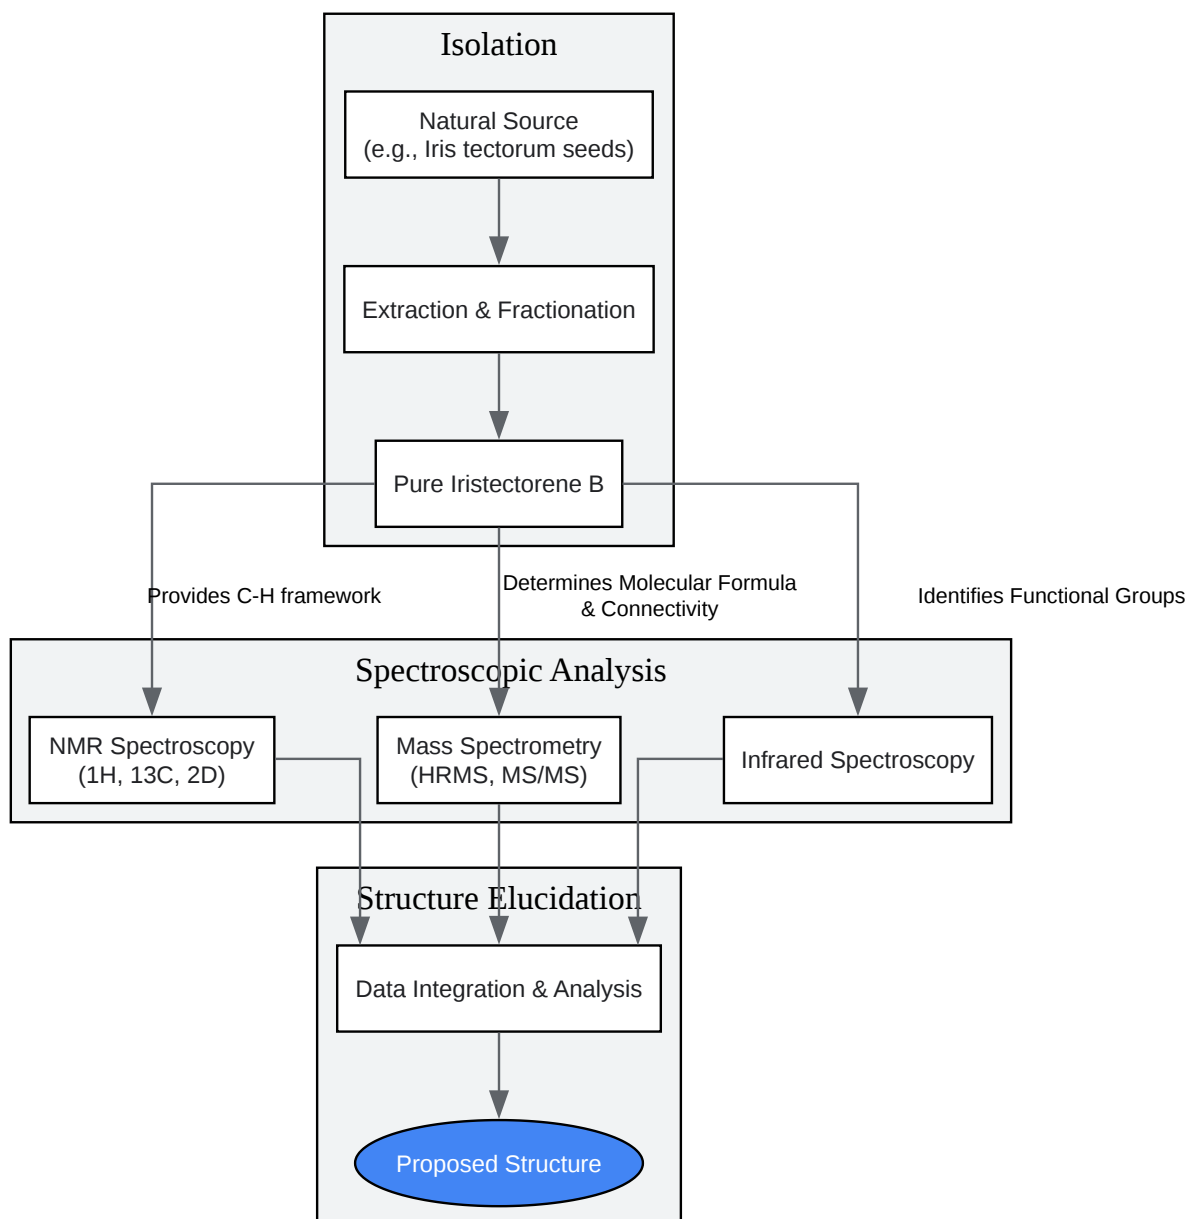 Isolation
Natural Source
(e.g., Iris tectorum seeds)
Extraction & Fractionation
Pure Iristectorene B
Provides C-H framework
Determines Molecular Formula
& Connectivity
Identifies Functional Groups
Spectroscopic Analysis
NMR Spectroscopy
(1H, 13C, 2D)
Mass Spectrometry
(HRMS, MS/MS)
Infrared Spectroscopy
Structure Elucidation
Data Integration & Analysis
Proposed Structure